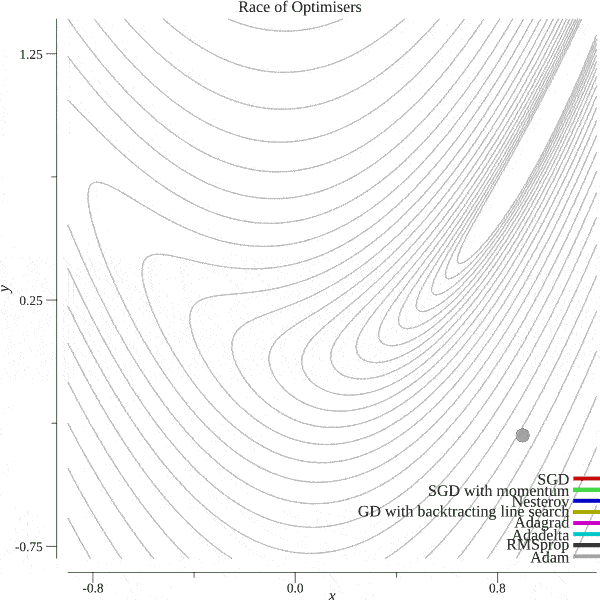 Race of Optimisers
1.25
0.25
-0.75
y
-0.8
0.0
0.8
x
SGD
SGD with momentum
Nesterov
GD with backtracting line search
Adagrad
Adadelta
RMSprop
Adam